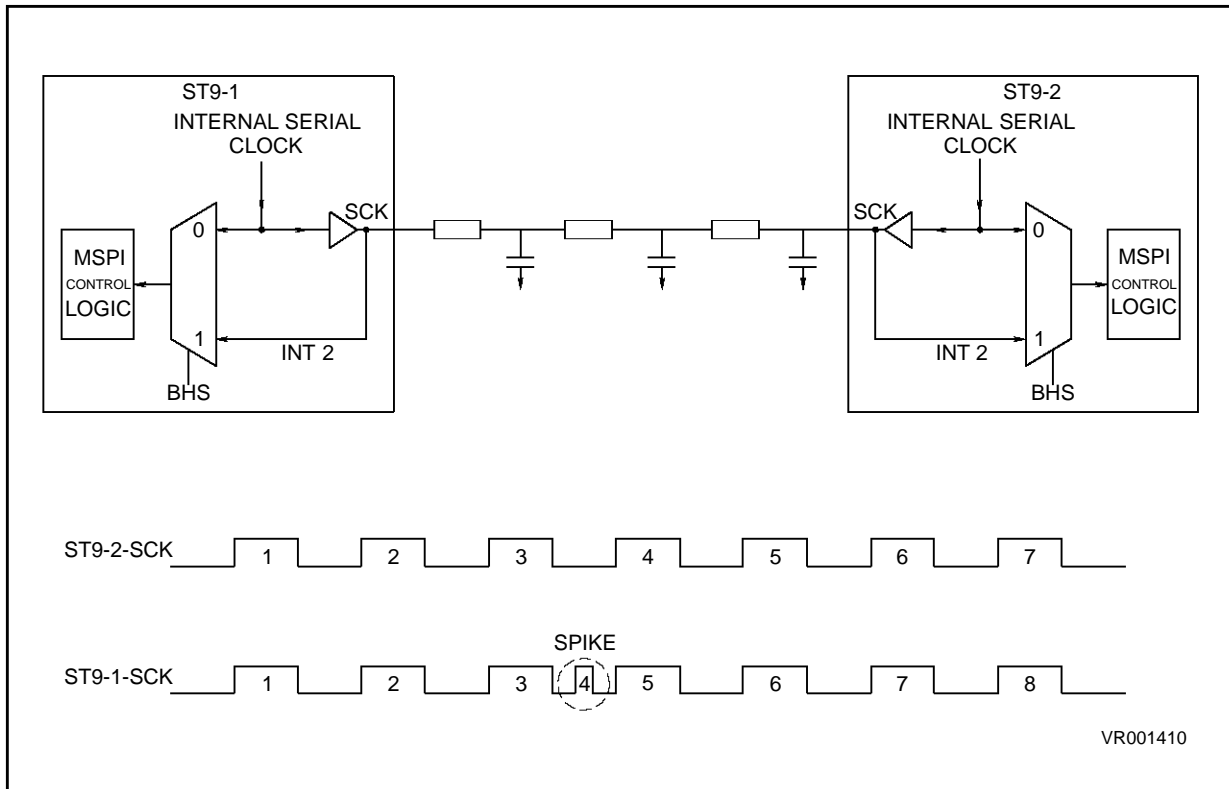 ST9-1
INTERNAL SERIAL
CLOCK
SCK
0
MSPI
CONTROL
LOGIC
1
INT 2
BHS
ST9-2
INTERNAL SERIAL
CLOCK
SCK
0
MSPI
CONTROL
LOGIC
1
INT 2
BHS
ST9-2-SCK 1 2 3 4 5 6 7
SPIKE
ST9-1-SCK 1 2 3 4 5 6 7 8
VR001410